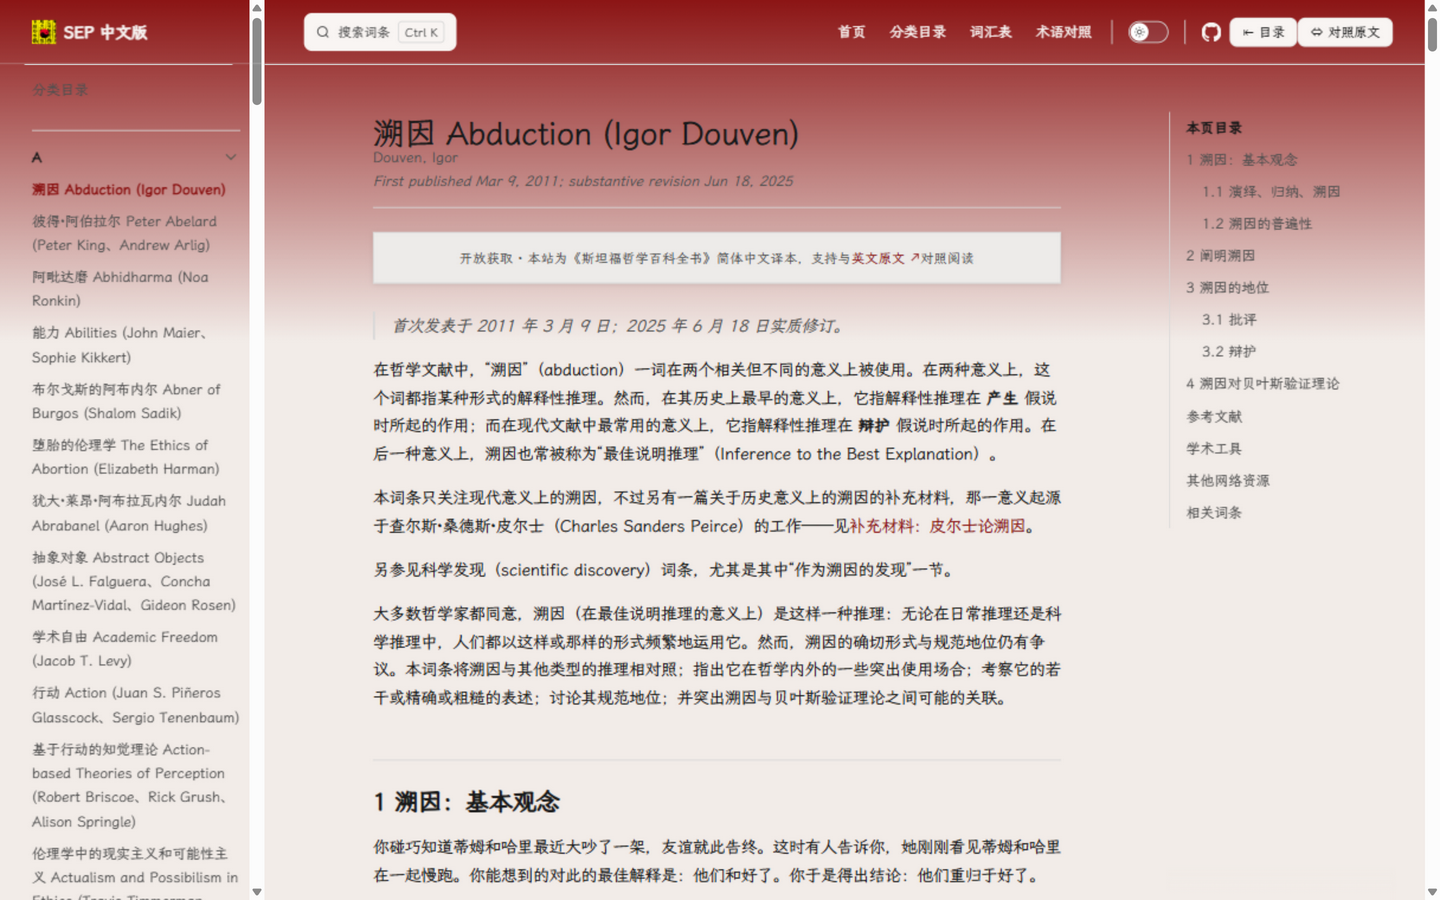 SEP 中文版
搜索词条 Ctrl K
首页 分类目录 词汇表 术语对照
目录
对照原文
分类目录
A
溯因 Abduction (Igor Douven)
彼得·阿伯拉尔 Peter Abelard
(Peter King、Andrew Arlig)
阿毗达磨 Abhidharma (Noa
Ronkin)
能力 Abilities (John Maier、
Sophie Kikkert)
布尔戈斯的阿布内尔 Abner of
Burgos (Shalom Sadik)
堕胎的伦理学 The Ethics of
Abortion (Elizabeth Harman)
犹大·莱昂·阿布拉瓦内尔 Judah
Abrabanel (Aaron Hughes)
抽象对象 Abstract Objects
(José L. Falguera、Concha
Martínez-Vidal、Gideon Rosen)
学术自由 Academic Freedom
(Jacob T. Levy)
行动 Action (Juan S. Piñeros
Glasscock、Sergio Tenenbaum)
基于行动的知觉理论 Action-
based Theories of Perception
(Robert Briscoe、Rick Grush、
Alison Springle)
伦理学中的现实主义和可能性主
义 Actualism and Possibilism in
溯因 Abduction (Igor Douven)
Douven, Igor
First published Mar 9, 2011; substantive revision Jun 18, 2025
开放获取 · 本站为《斯坦福哲学百科全书》简体中文译本，支持与英文原文 ↗对照阅读
首次发表于 2011 年 3 月 9 日；2025 年 6 月 18 日实质修订。
在哲学文献中，“溯因”（abduction）一词在两个相关但不同的意义上被使用。在两种意义上，这
个词都指某种形式的解释性推理。然而，在其历史上最早的意义上，它指解释性推理在 产生 假说
时所起的作用；而在现代文献中最常用的意义上，它指解释性推理在 辩护 假说时所起的作用。在
后一种意义上，溯因也常被称为“最佳说明推理”（Inference to the Best Explanation）。
本词条只关注现代意义上的溯因，不过另有一篇关于历史意义上的溯因的补充材料，那一意义起源
于查尔斯·桑德斯·皮尔士（Charles Sanders Peirce）的工作——见补充材料：皮尔士论溯因。
另参见科学发现（scientific discovery）词条，尤其是其中“作为溯因的发现”一节。
大多数哲学家都同意，溯因（在最佳说明推理的意义上）是这样一种推理：无论在日常推理还是科
学推理中，人们都以这样或那样的形式频繁地运用它。然而，溯因的确切形式与规范地位仍有争
议。本词条将溯因与其他类型的推理相对照；指出它在哲学内外的一些突出使用场合；考察它的若
干或精确或粗糙的表述；讨论其规范地位；并突出溯因与贝叶斯验证理论之间可能的关联。
1 溯因：基本观念
你碰巧知道蒂姆和哈里最近大吵了一架，友谊就此告终。这时有人告诉你，她刚刚看见蒂姆和哈里
在一起慢跑。你能想到的对此的最佳解释是：他们和好了。你于是得出结论：他们重归于好了。
本页目录
1 溯因：基本观念
1.1 演绎、归纳、溯因
1.2 溯因的普遍性
2 阐明溯因
3 溯因的地位
3.1 批评
3.2 辩护
4 溯因对贝叶斯验证理论
参考文献
学术工具
其他网络资源
相关词条